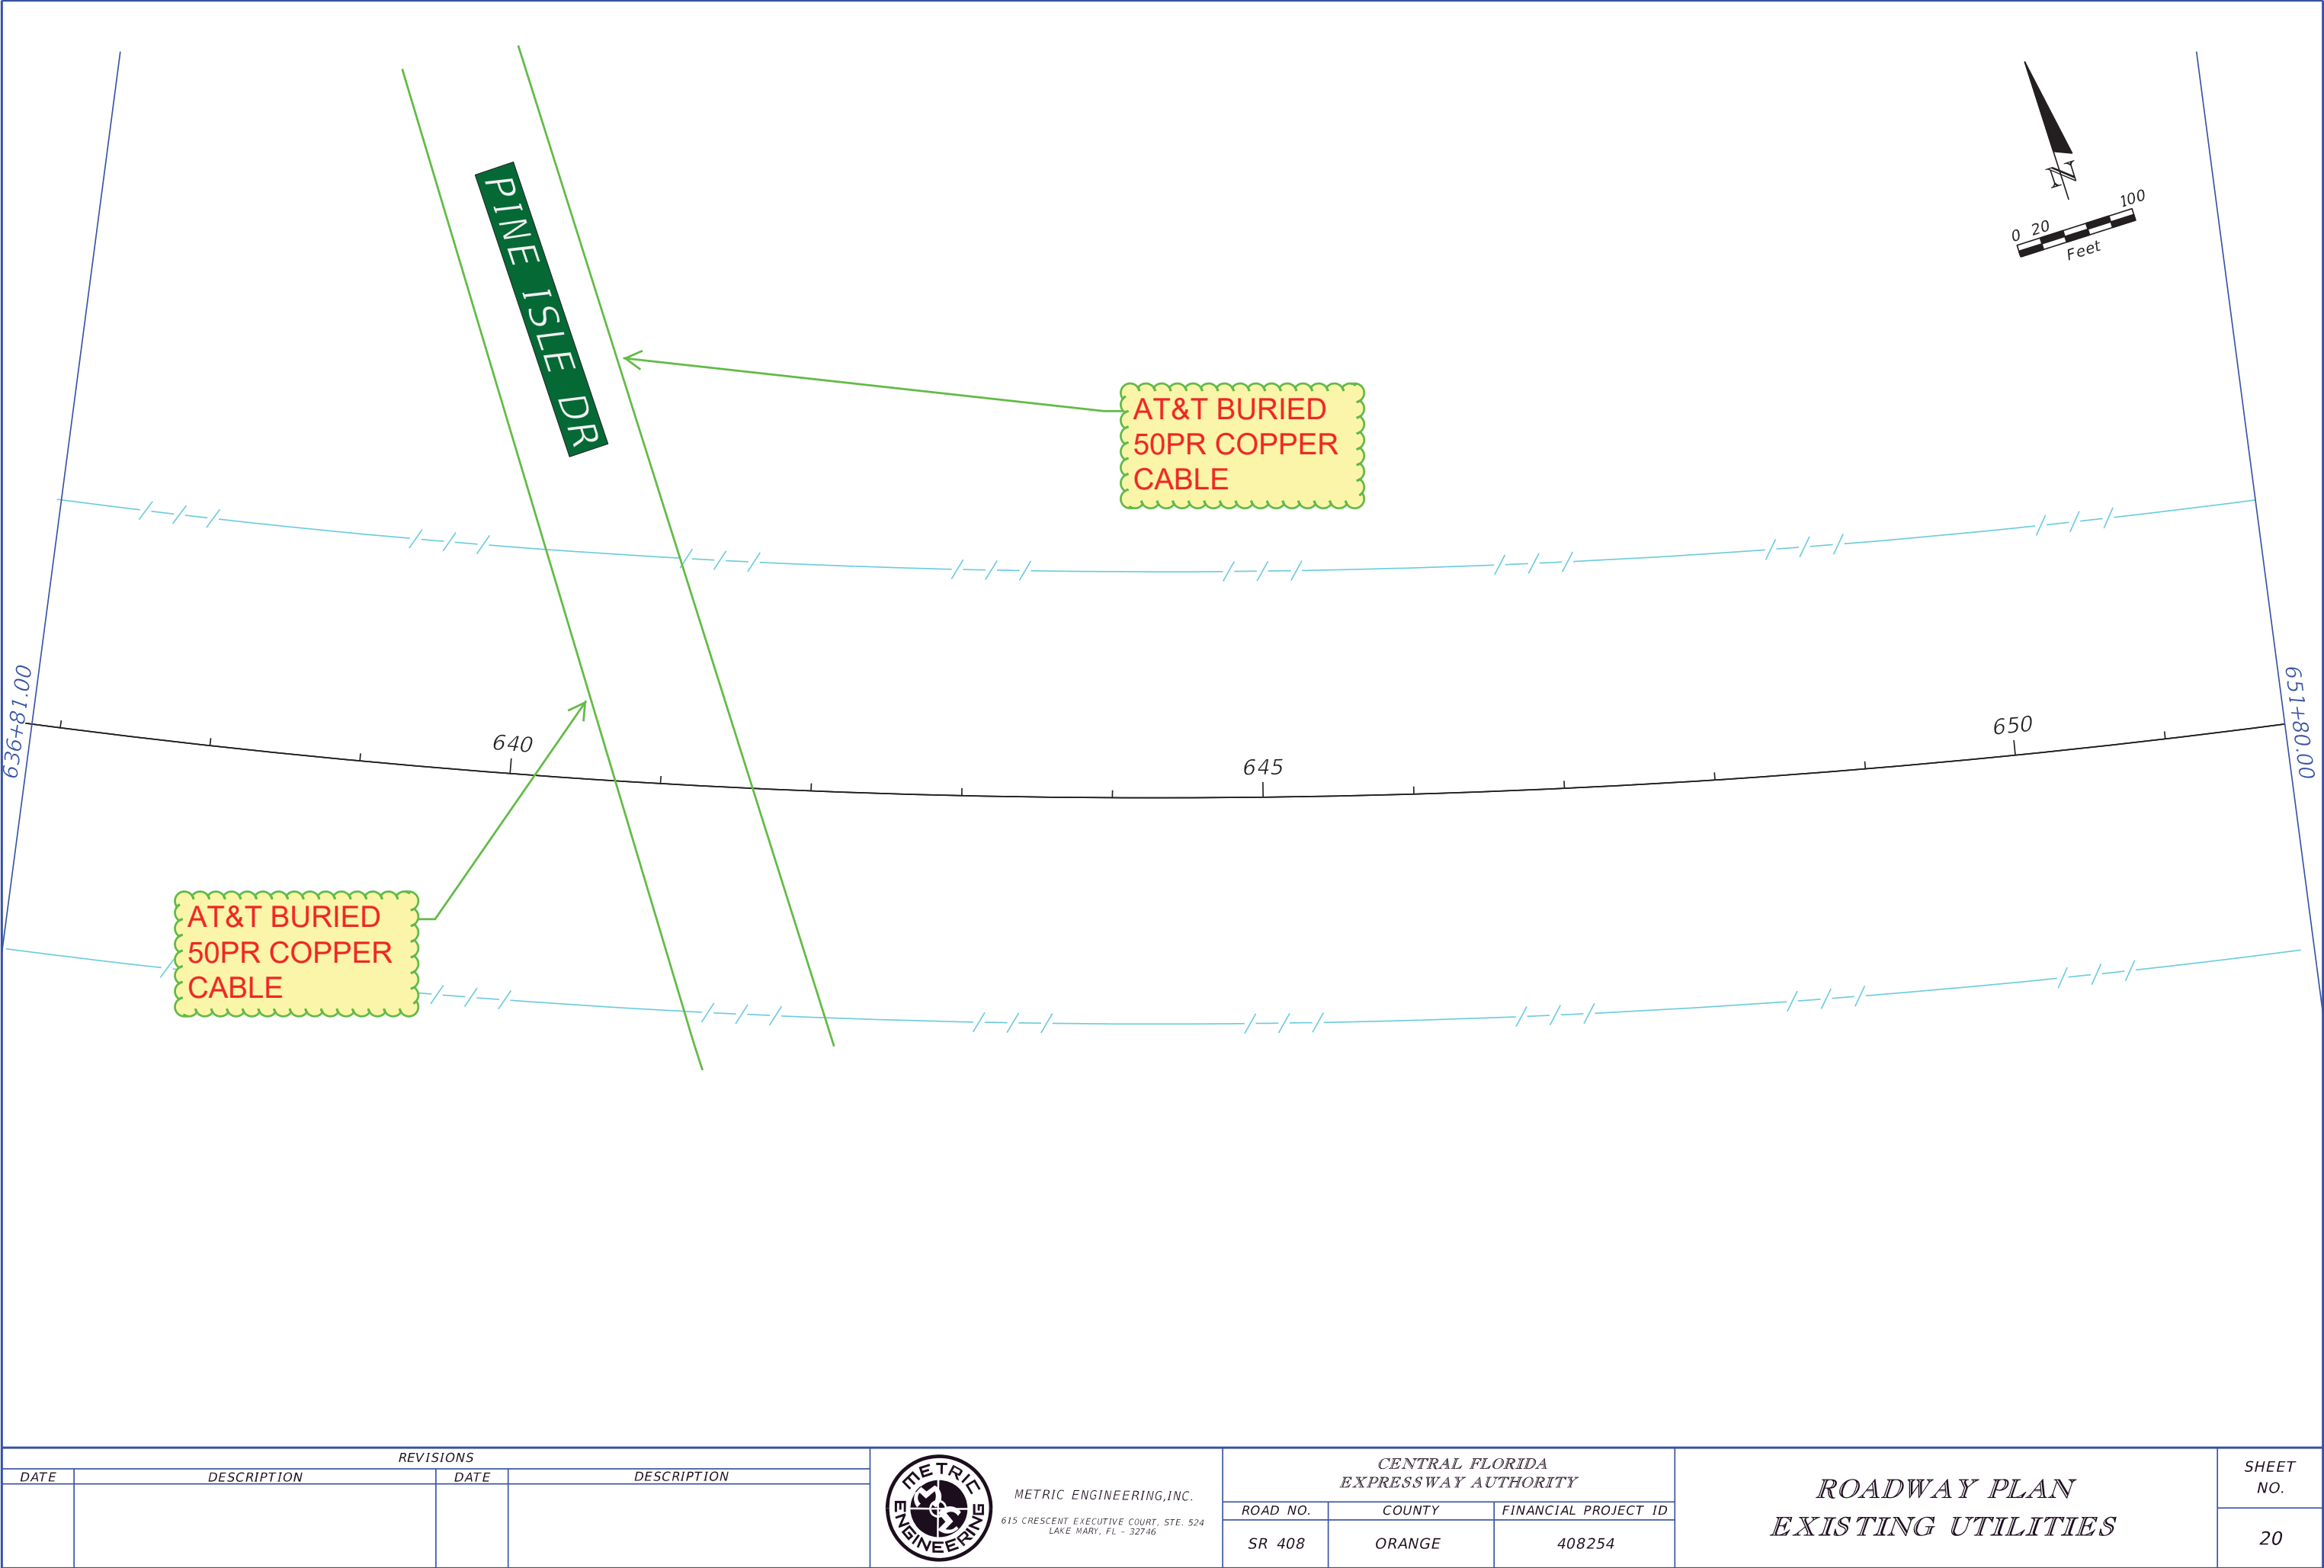 PINE ISLE DR
N
0 20 100
Feet
AT&T BURIED
50PR COPPER
CABLE
636+81.00
640
645
650
651+80.00
AT&T BURIED
50PR COPPER
CABLE
REVISIONS
DATE DESCRIPTION DATE DESCRIPTION
METRIC ENGINEERING
METRIC ENGINEERING,INC.
615 CRESCENT EXECUTIVE COURT, STE. 524
LAKE MARY, FL - 32746
CENTRAL FLORIDA
EXPRESSWAY AUTHORITY
ROAD NO. COUNTY FINANCIAL PROJECT ID
SR 408 ORANGE 408254
ROADWAY PLAN
EXISTING UTILITIES
SHEET
NO.
20